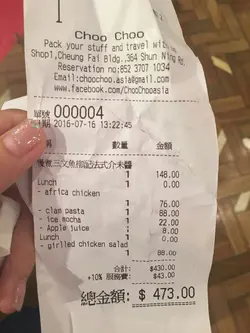 Choo Choo
Pack your stuff and travel with
Shop1,Cheung Fai Bldg.,364 Shun Ning Rd.
Reservation no:852 3707 1034
Email:choochoo.asia@gmail.com
www.facebook.com/ChooChooasia
單號 000004
日期 2016-07-16 13:22:45
數量 金額
1 148.00
Lunch 1 0.00
- africa chicken
1 76.00
- clam pasta 1 88.00
- ice mocha 1 22.00
- Apple juice 1 8.00
Lunch 1 0.00
- girlled chicken salad
1 88.00
合計: $430.00
+10% 服務費: $43.00
總金額: $ 473.00